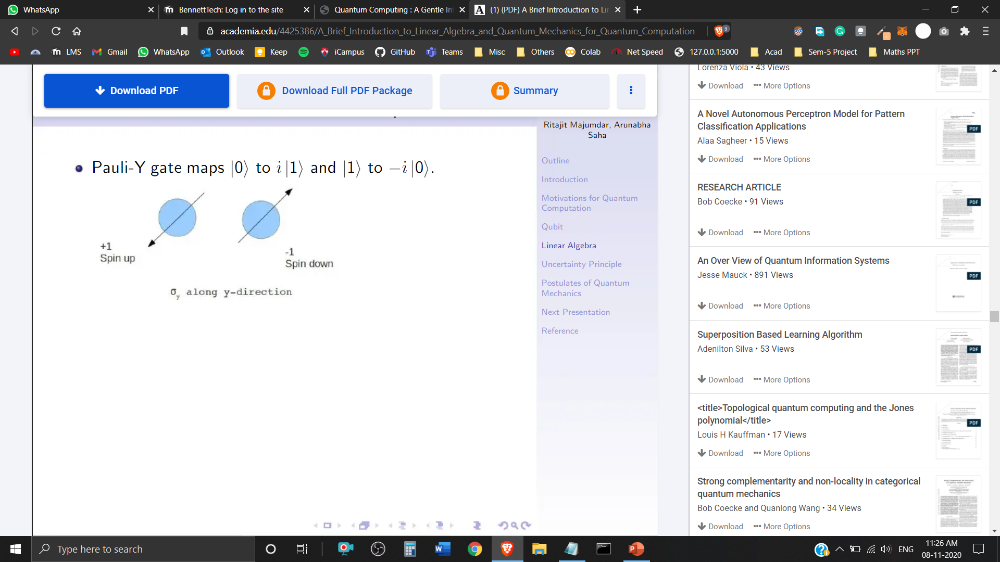 WhatsApp
BennettTech: Log in to the site
Quantum Computing : A Gentle In
(1) (PDF) A Brief Introduction to Lir
academia.edu/4425386/A_Brief_Introduction_to_Linear_Algebra_and_Quantum_Mechanics_for_Quantum_Computation
9
LMS
Gmail
WhatsApp
Outlook
Keep
iCampus
GitHub
Teams
Misc
Others
Colab
Net Speed
127.0.0.1:5000
Acad
Sem-5 Project
Maths PPT
Download PDF
Download Full PDF Package
Summary
Pauli-Y gate maps |0⟩ to i |1⟩ and |1⟩ to −i |0⟩.
+1
Spin up
-1
Spin down
σy along y-direction
Ritajit Majumdar, Arunabha
Saha
Outline
Introduction
Motivations for Quantum
Computation
Qubit
Linear Algebra
Uncertainty Principle
Postulates of Quantum
Mechanics
Next Presentation
Reference
Lorenza Viola • 43 Views
Download ••• More Options
A Novel Autonomous Perceptron Model for Pattern
Classification Applications
Alaa Sagheer • 15 Views
Download ••• More Options
PDF
RESEARCH ARTICLE
Bob Coecke • 91 Views
Download ••• More Options
PDF
An Over View of Quantum Information Systems
Jesse Mauck • 891 Views
Download ••• More Options
PDF
Superposition Based Learning Algorithm
Adenilton Silva • 53 Views
Download ••• More Options
PDF
<title>Topological quantum computing and the Jones
polynomial</title>
Louis H Kauffman • 17 Views
Download ••• More Options
PDF
Strong complementarity and non-locality in categorical
quantum mechanics
Bob Coecke and Quanlong Wang • 34 Views
Download ••• More Options
Type here to search
ENG
11:26 AM
08-11-2020